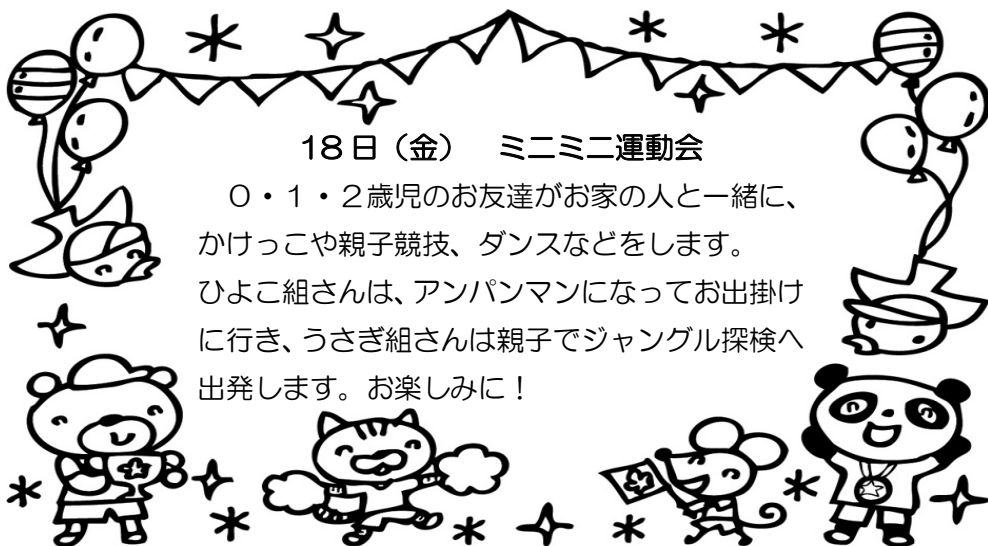 18日（金）　ミニミニ運動会
　０・１・２歳児のお友達がお家の人と一緒に、
かけっこや親子競技、ダンスなどをします。
ひよこ組さんは、アンパンマンになってお出掛け
に行き、うさぎ組さんは親子でジャングル探検へ
出発します。お楽しみに！